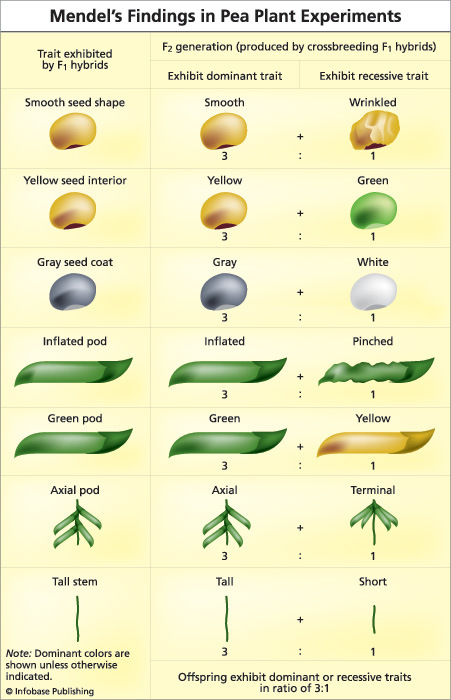 Mendel's Findings in Pea Plant Experiments
Trait exhibited
by F₁ hybrids
F₂ generation (produced by crossbreeding F₁ hybrids)
Exhibit dominant trait
Exhibit recessive trait
Smooth seed shape
Smooth
Wrinkled
+
3 : 1
Yellow seed interior
Yellow
Green
+
3 : 1
Gray seed coat
Gray
White
+
3 : 1
Inflated pod
Inflated
Pinched
+
3 : 1
Green pod
Green
Yellow
+
3 : 1
Axial pod
Axial
Terminal
+
3 : 1
Tall stem
Tall
Short
+
3 : 1
Note: Dominant colors are
shown unless otherwise
indicated.
© Infobase Publishing
Offspring exhibit dominant or recessive traits
in ratio of 3:1